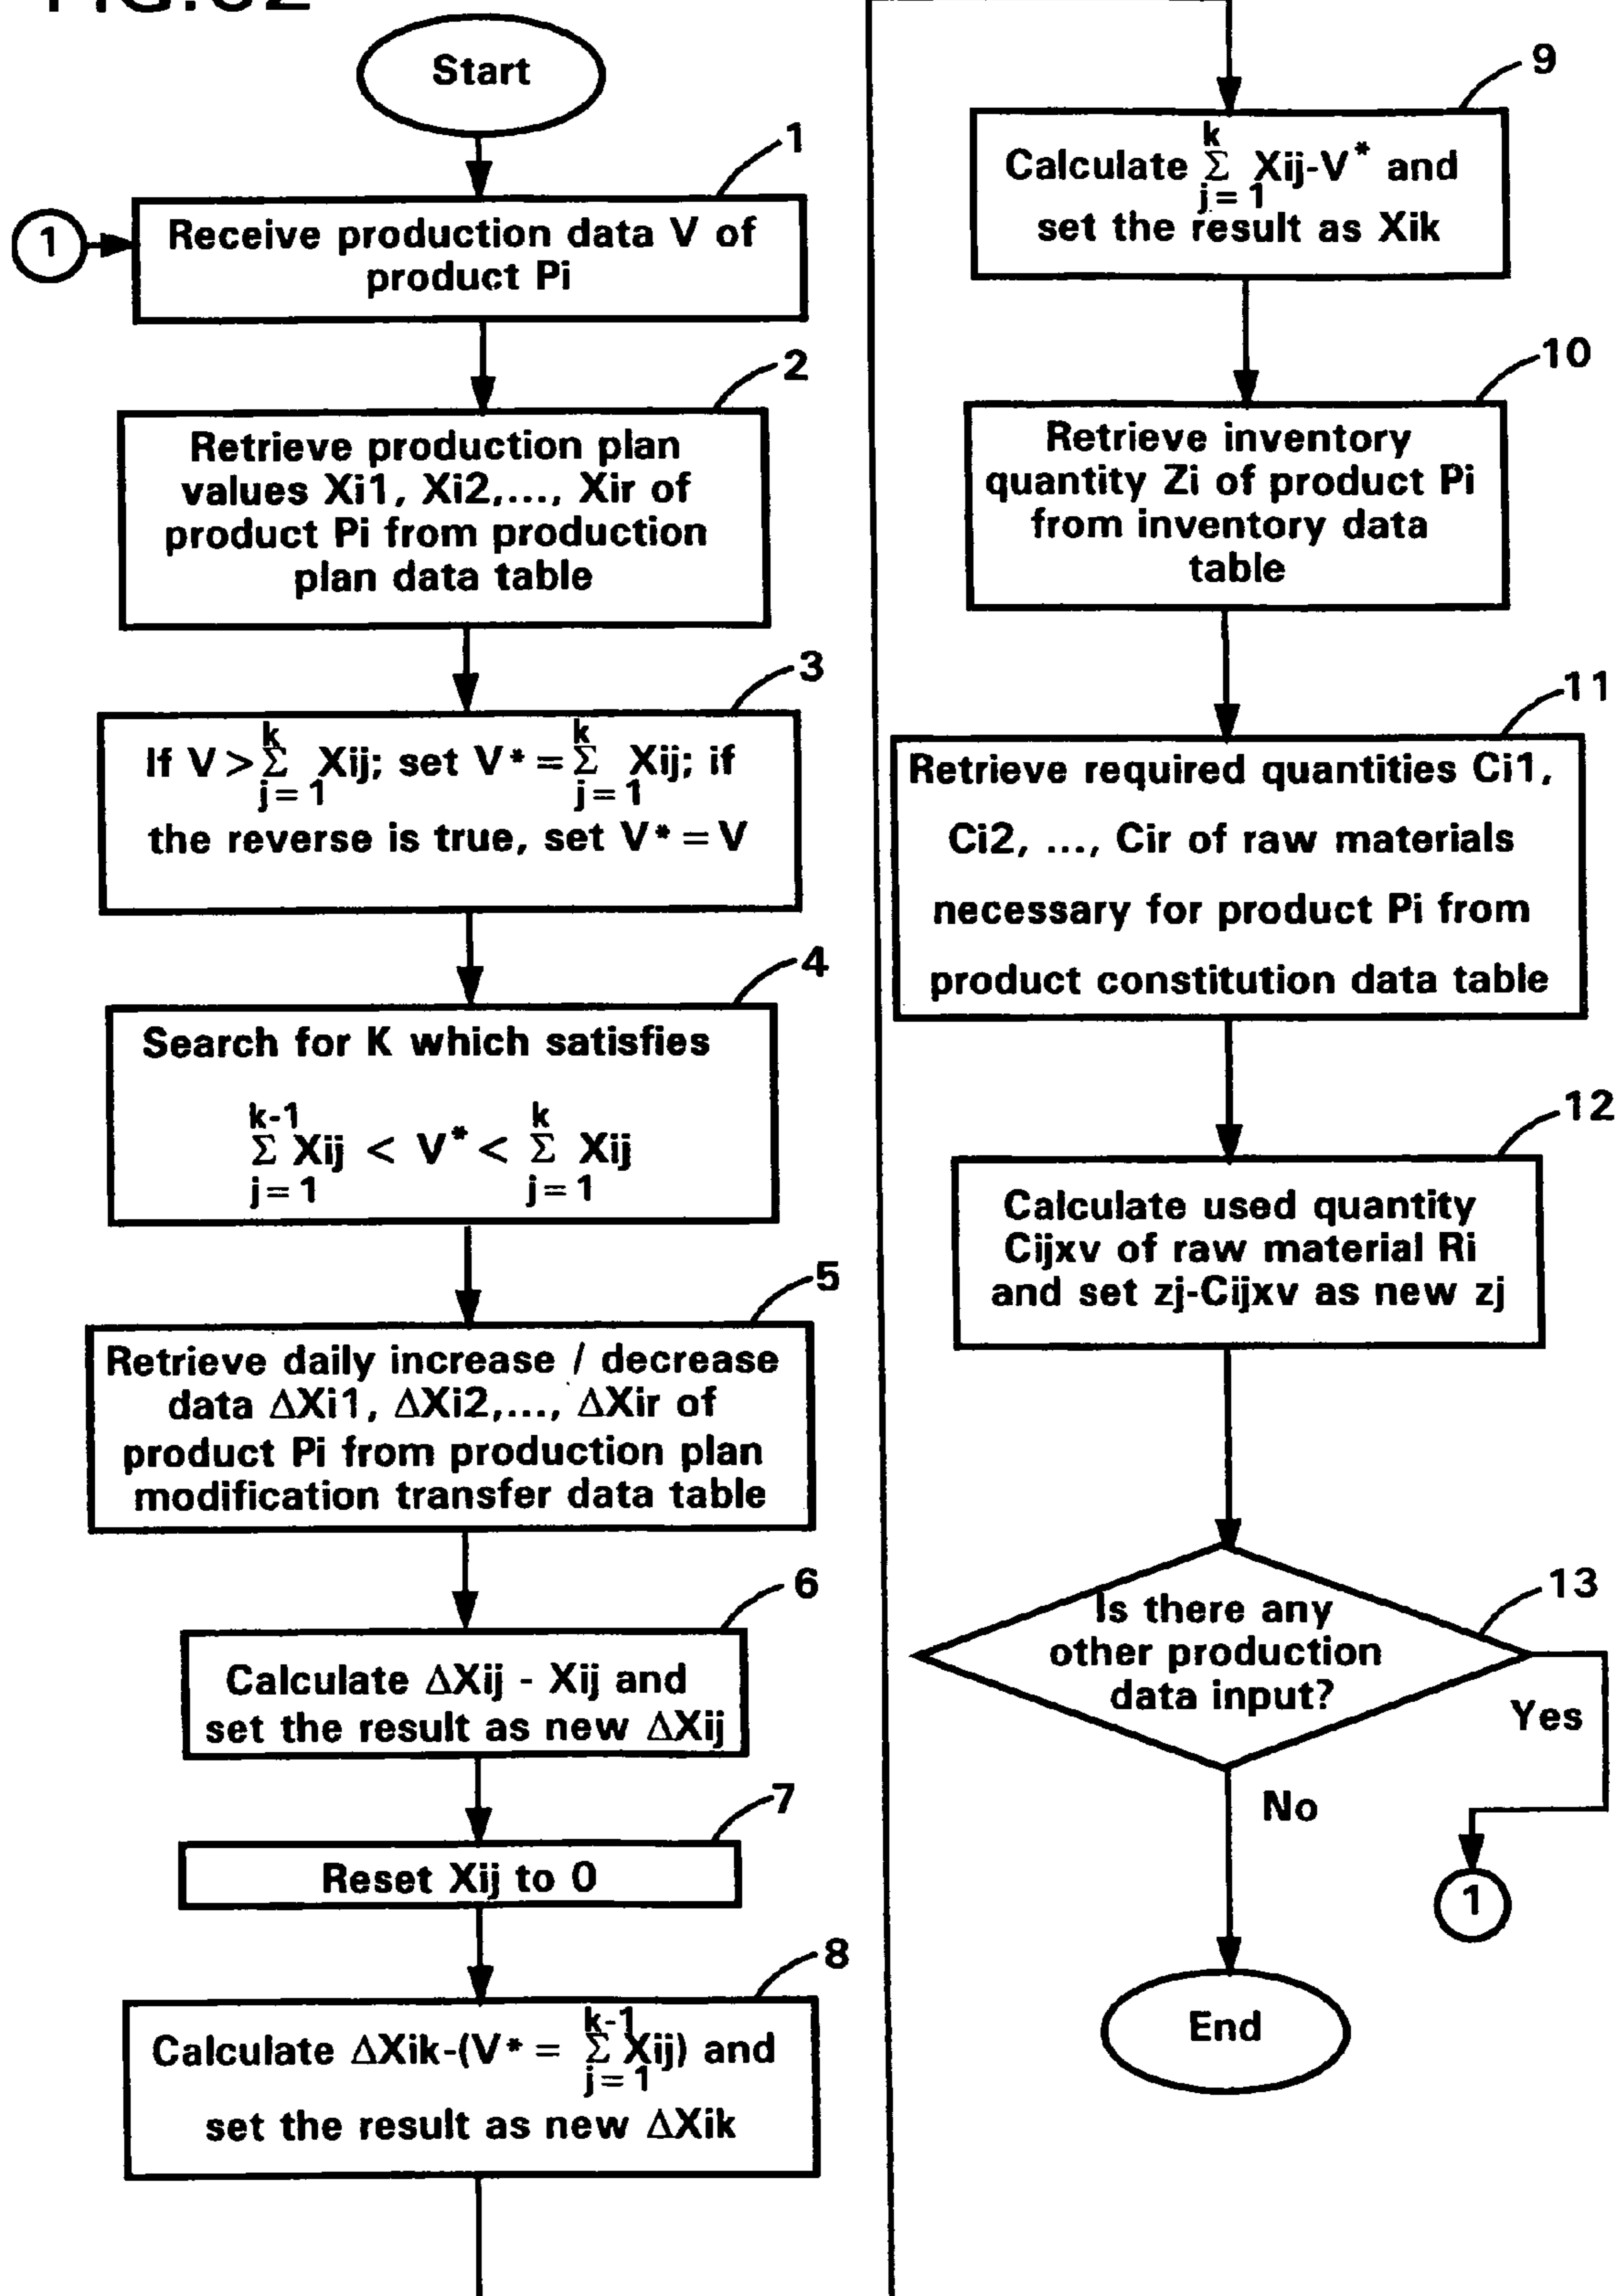 Start
1
1
Receive production data V of
product Pi
2
Retrieve production plan
values Xi1, Xi2,..., Xir of
product Pi from production
plan data table
3
If V > k Σ j=1 Xij; set V* = k Σ j=1 Xij; if
the reverse is true, set V* = V
4
Search for K which satisfies
k-1 Σ j=1 Xij < V* < k Σ j=1 Xij
5
Retrieve daily increase / decrease
data ΔXi1, ΔXi2,..., ΔXir of
product Pi from production plan
modification transfer data table
6
Calculate ΔXij - Xij and
set the result as new ΔXij
7
Reset Xij to 0
8
Calculate ΔXik-(V* = k-1 Σ j=1 Xij) and
set the result as new ΔXik
9
Calculate k Σ j=1 Xij-V* and
set the result as Xik
10
Retrieve inventory
quantity Zi of product Pi
from inventory data
table
11
Retrieve required quantities Ci1,
Ci2, ..., Cir of raw materials
necessary for product Pi from
product constitution data table
12
Calculate used quantity
Cijxv of raw material Ri
and set zj-Cijxv as new zj
13
Is there any
other production
data input?
Yes
No
1
End